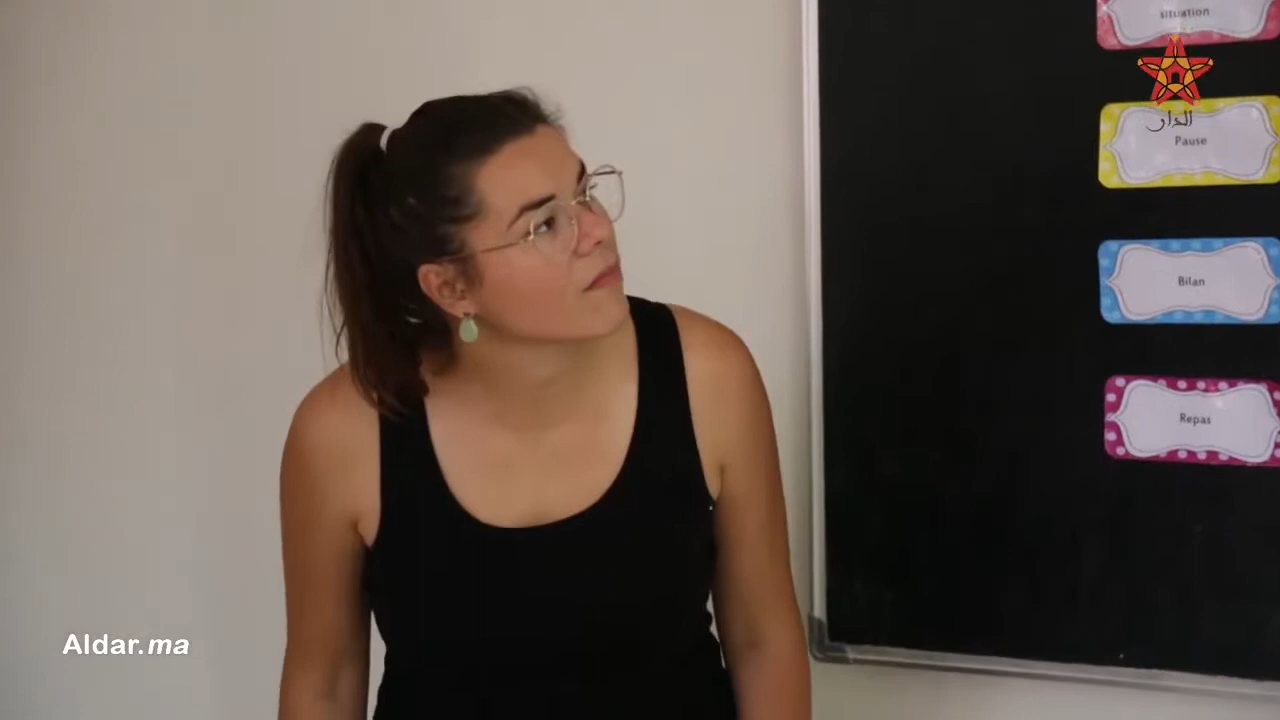 situation
الدار
Pause
Bilan
Repas
Aldar.ma